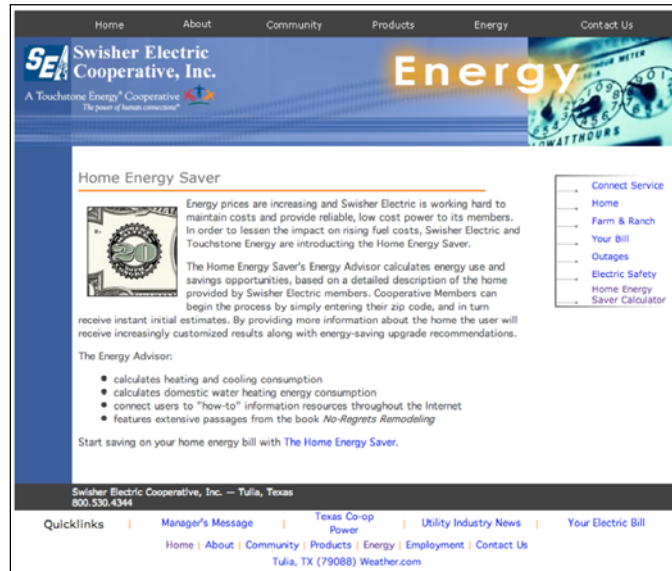 Home About Community Products Energy Contact Us
SEA Swisher Electric
Cooperative, Inc.
A Touchstone Energy® Cooperative
The power of human connections®
Energy
METER
KILOWATTHOURS
Home Energy Saver
20
Energy prices are increasing and Swisher Electric is working hard to
maintain costs and provide reliable, low cost power to its members.
In order to lessen the impact on rising fuel costs, Swisher Electric and
Touchstone Energy are introducting the Home Energy Saver.
The Home Energy Saver's Energy Advisor calculates energy use and
savings opportunities, based on a detailed description of the home
provided by Swisher Electric members. Cooperative Members can
begin the process by simply entering their zip code, and in turn
receive instant initial estimates. By providing more information about the home the user will
receive increasingly customized results along with energy-saving upgrade recommendations.
The Energy Advisor:
• calculates heating and cooling consumption
• calculates domestic water heating energy consumption
• connect users to "how-to" information resources throughout the Internet
• features extensive passages from the book No-Regrets Remodeling
Start saving on your home energy bill with The Home Energy Saver.
Connect Service
Home
Farm & Ranch
Your Bill
Outages
Electric Safety
Home Energy
Saver Calculator
Swisher Electric Cooperative, Inc. — Tulia, Texas
800.530.4344
Quicklinks | Manager's Message | Texas Co-op Power | Utility Industry News | Your Electric Bill
Home | About | Community | Products | Energy | Employment | Contact Us
Tulia, TX (79088) Weather.com